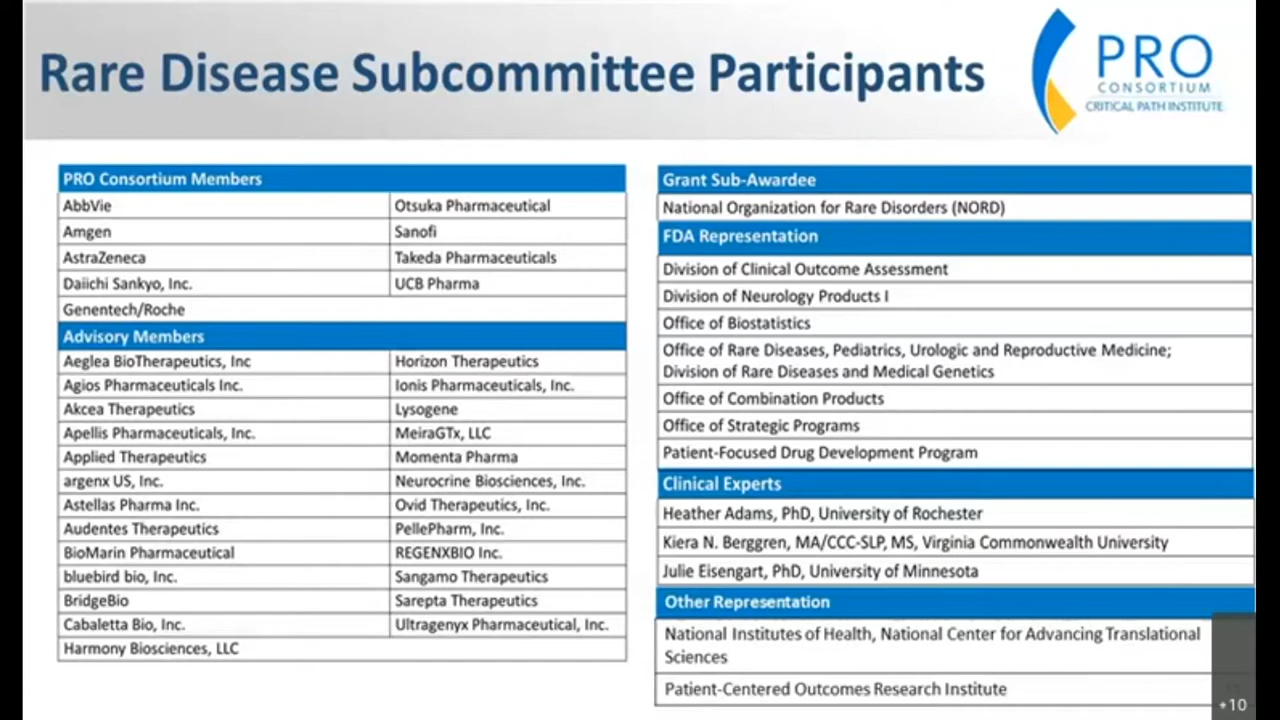 Rare Disease Subcommittee Participants
PRO
CONSORTIUM
CRITICAL PATH INSTITUTE
PRO Consortium Members
AbbVie
Otsuka Pharmaceutical
Amgen
Sanofi
AstraZeneca
Takeda Pharmaceuticals
Daiichi Sankyo, Inc.
UCB Pharma
Genentech/Roche
Advisory Members
Aeglea BioTherapeutics, Inc
Horizon Therapeutics
Agios Pharmaceuticals Inc.
Ionis Pharmaceuticals, Inc.
Akcea Therapeutics
Lysogene
Apellis Pharmaceuticals, Inc.
MeiraGTx, LLC
Applied Therapeutics
Momenta Pharma
argenx US, Inc.
Neurocrine Biosciences, Inc.
Astellas Pharma Inc.
Ovid Therapeutics, Inc.
Audentes Therapeutics
PellePharm, Inc.
BioMarin Pharmaceutical
REGENXBIO Inc.
bluebird bio, Inc.
Sangamo Therapeutics
BridgeBio
Sarepta Therapeutics
Cabaletta Bio, Inc.
Ultragenyx Pharmaceutical, Inc.
Harmony Biosciences, LLC
Grant Sub-Awardee
National Organization for Rare Disorders (NORD)
FDA Representation
Division of Clinical Outcome Assessment
Division of Neurology Products I
Office of Biostatistics
Office of Rare Diseases, Pediatrics, Urologic and Reproductive Medicine;
Division of Rare Diseases and Medical Genetics
Office of Combination Products
Office of Strategic Programs
Patient-Focused Drug Development Program
Clinical Experts
Heather Adams, PhD, University of Rochester
Kiera N. Berggren, MA/CCC-SLP, MS, Virginia Commonwealth University
Julie Eisengart, PhD, University of Minnesota
Other Representation
National Institutes of Health, National Center for Advancing Translational
Sciences
Patient-Centered Outcomes Research Institute
+10